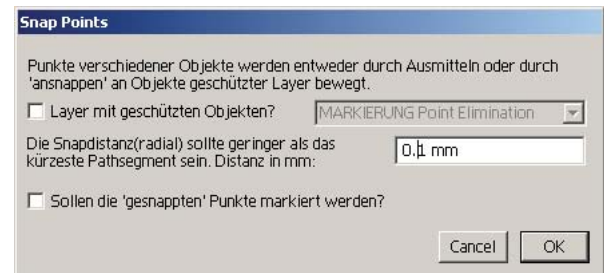 Snap Points
Punkte verschiedener Objekte werden entweder durch Ausmitteln oder durch
'ansnappen' an Objekte geschützter Layer bewegt.
Layer mit geschützten Objekten? MARKIERUNG Point Elimination
Die Snapdistanz(radial) sollte geringer als das
kürzeste Pathsegment sein. Distanz in mm: 0.1 mm
Sollen die 'gesnappten' Punkte markiert werden?
Cancel OK